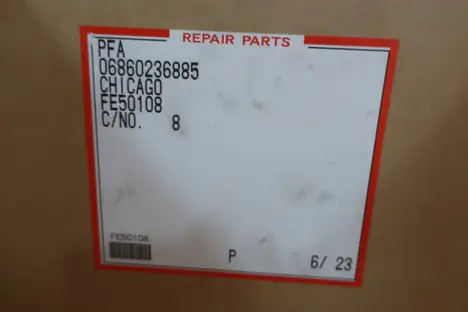 REPAIR PARTS
PFA
06860236885
CHICAGO
FE50108
C/NO. 8
FE50108
P 6/ 23